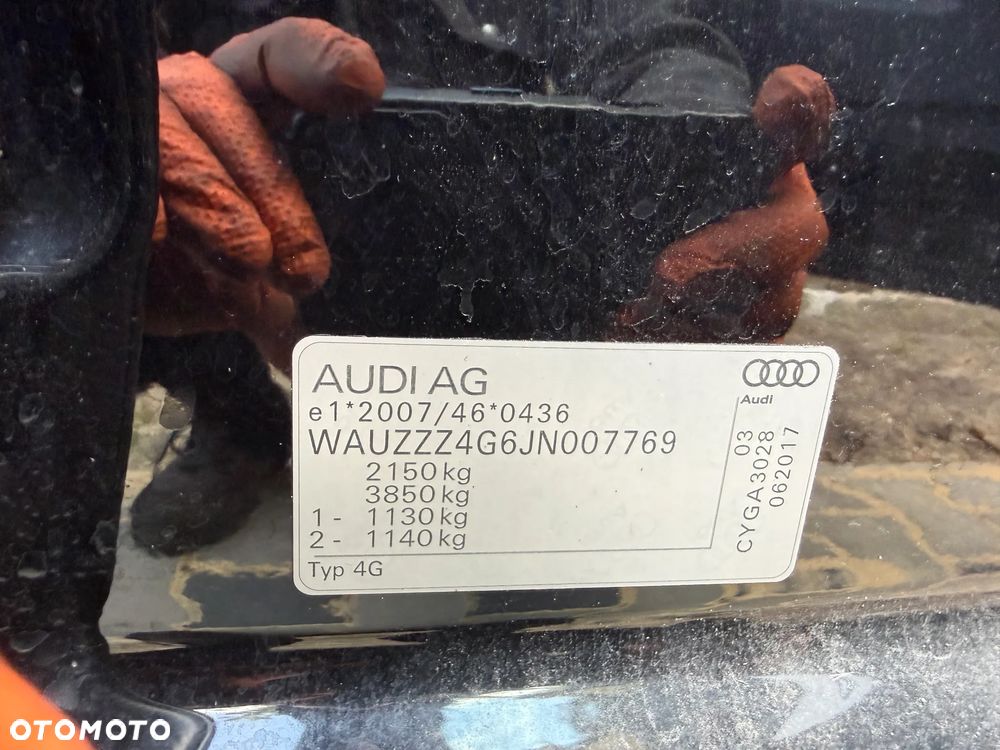 AUDI AG
Audi
e1*2007/46*0436
WAUZZZ4G6JN007769
2150kg
3850kg
1 - 1130kg
2 - 1140kg
Typ 4G
03
CYGA3028
062017
OTOMOTO